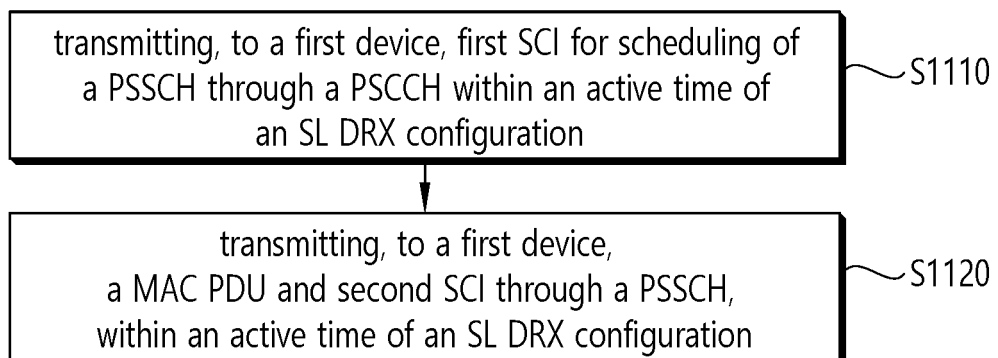 transmitting, to a first device, first SCI for scheduling of
a PSSCH through a PSCCH within an active time of
an SL DRX configuration
S1110
transmitting, to a first device,
a MAC PDU and second SCI through a PSSCH,
within an active time of an SL DRX configuration
S1120